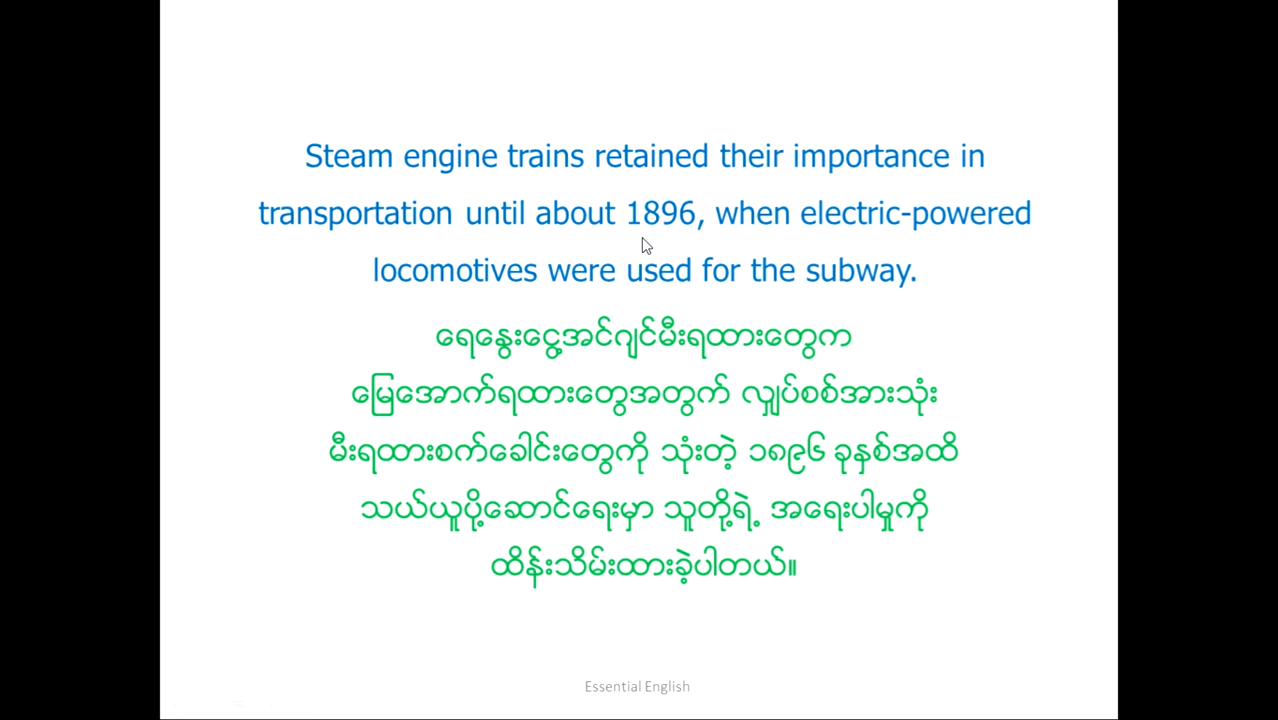 Steam engine trains retained their importance in
transportation until about 1896, when electric-powered
locomotives were used for the subway.
ရေနွေးငွေ့အင်ဂျင်မီးရထားတွေက
မြေအောက်ရထားတွေအတွက် လျှပ်စစ်အားသုံး
မီးရထားစက်ခေါင်းတွေကို သုံးတဲ့ ၁၈၉၆ ခုနှစ်အထိ
သယ်ယူပို့ဆောင်ရေးမှာ သူတို့ရဲ့ အရေးပါမှုကို
ထိန်းသိမ်းထားခဲ့ပါတယ်။
Essential English